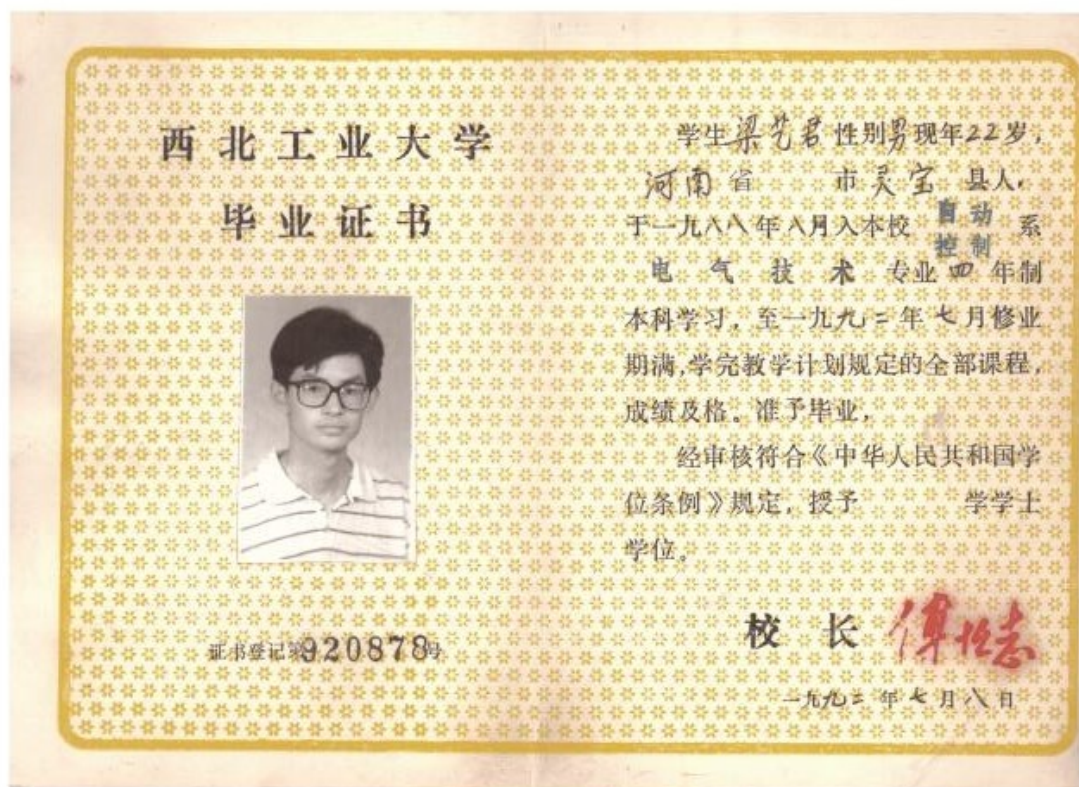 西北工业大学
毕业证书
证书登记第920878号
学生梁艺君性别男现年22岁,
河南省 市灵宝县人,
于一九八八年八月入本校自动控制系
电气技术专业四年制
本科学习,至一九九二年七月修业
期满,学完教学计划规定的全部课程,
成绩及格。准予毕业,
经审核符合《中华人民共和国学
位条例》规定,授予 学学士
学位。
校长 傅恒志
一九九二年七月八日